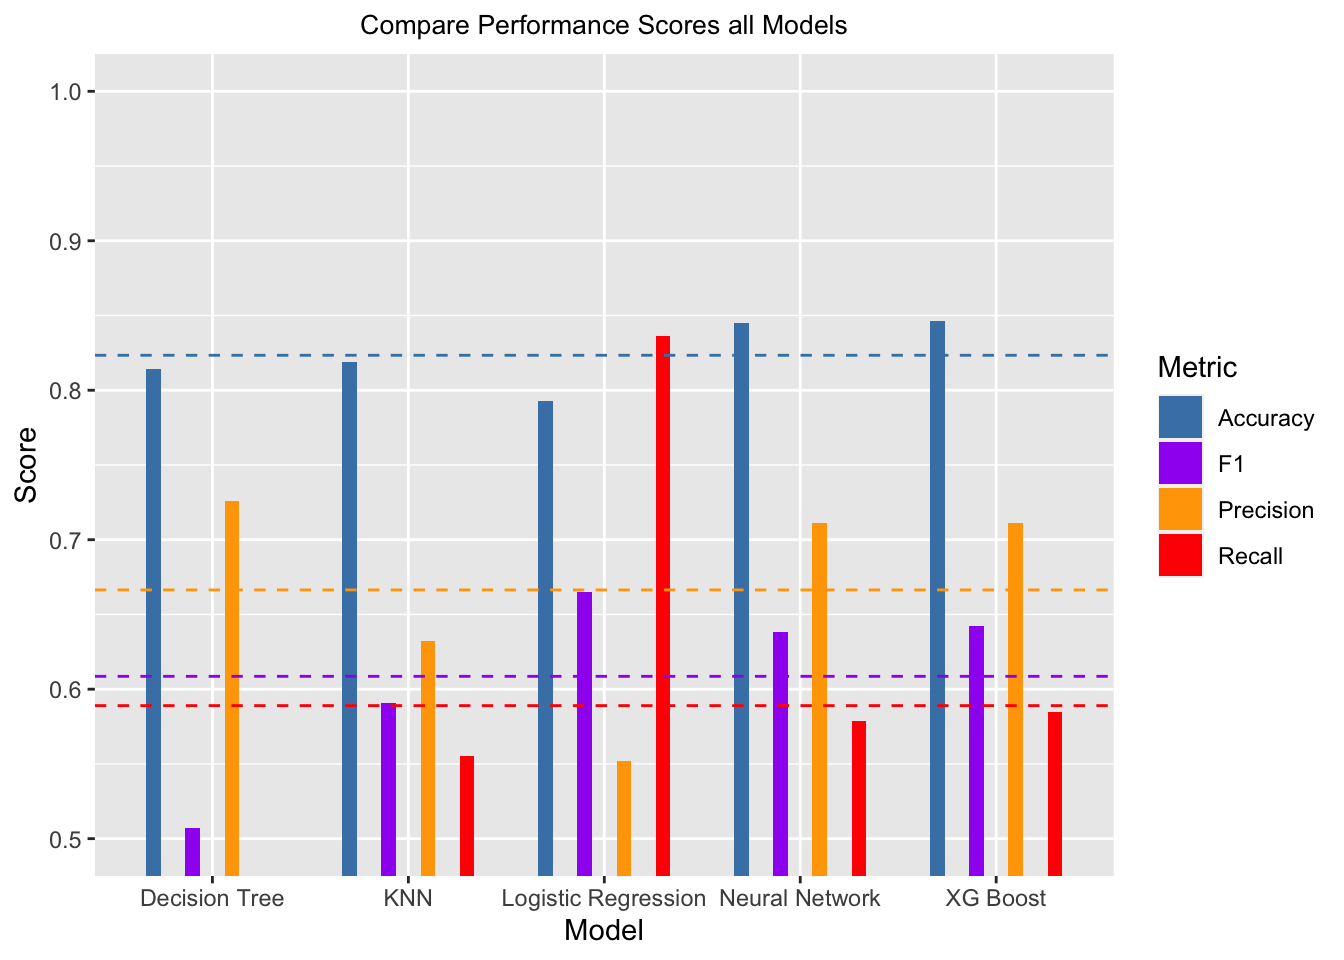 Compare Performance Scores all Models
1.0
0.9
0.8
0.7
0.6
0.5
Score
Decision Tree
KNN
Logistic Regression
Neural Network
XG Boost
Model
Metric
Accuracy
F1
Precision
Recall